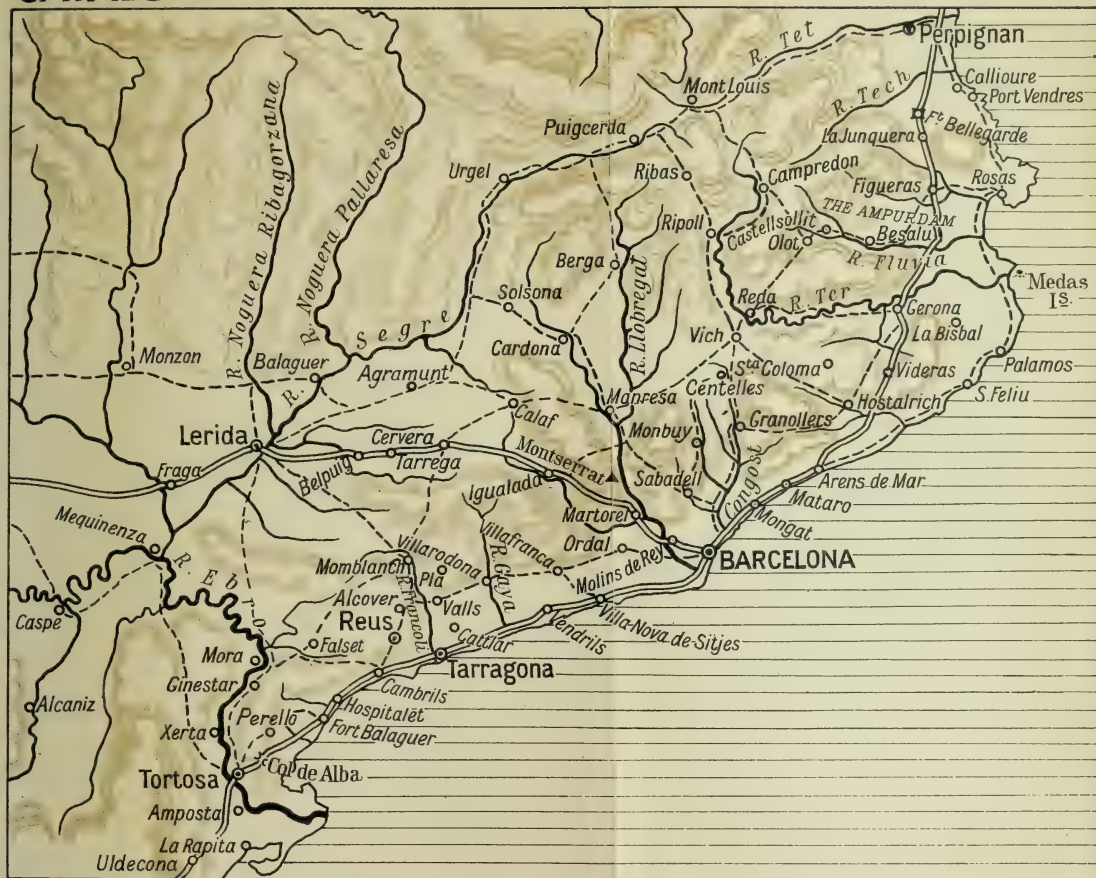 Perpignan
R. Tet
Callioure
Port Vendres
Mont Louis
R. Tech
Ft. Bellegarde
La Junquera
Puigcerda
Urgel
Ribas
Campredon
Figueras
Rosas
THE AMPURDAM
Castellsollit
Besalu
Ripoll
Olot
R. Fluvia
R. Noguera Ribagorzana
R. Noguera Pallaresa
Berga
R. Llobregat
Medas
Is.
Solsona
Reda
R. Ter
Gerona
La Bisbal
R. Segre
Cardona
Vich
Monzon
Balaguer
Agramunt
Sta Coloma
Centelles
Videras
Palamos
S. Feliu
Manresa
Calaf
Hostalrich
Granollers
Monbuy
Lerida
Cervera
Tarrega
Belpuig
Montserrat
Sabadell
Congost
Fraga
Igualada
Arens de Mar
Mataro
Mongat
Martorel
Mequinenza
Villafranca
Ordal
Molins de Rey
BARCELONA
R. Ebro
Villarodona
Momblanch
Pla
R. Gaya
R. Francoli
Alcover
Valls
Villa-Nova-de-Sitjes
Vendrils
Caspe
Reus
Falset
Cattlar
Tarragona
Mora
Ginestar
Cambrils
Hospitalet
Fort Balaguer
Alcaniz
Xerta
Perello
Col de Alba
Tortosa
Amposta
La Rapita
Uldecona